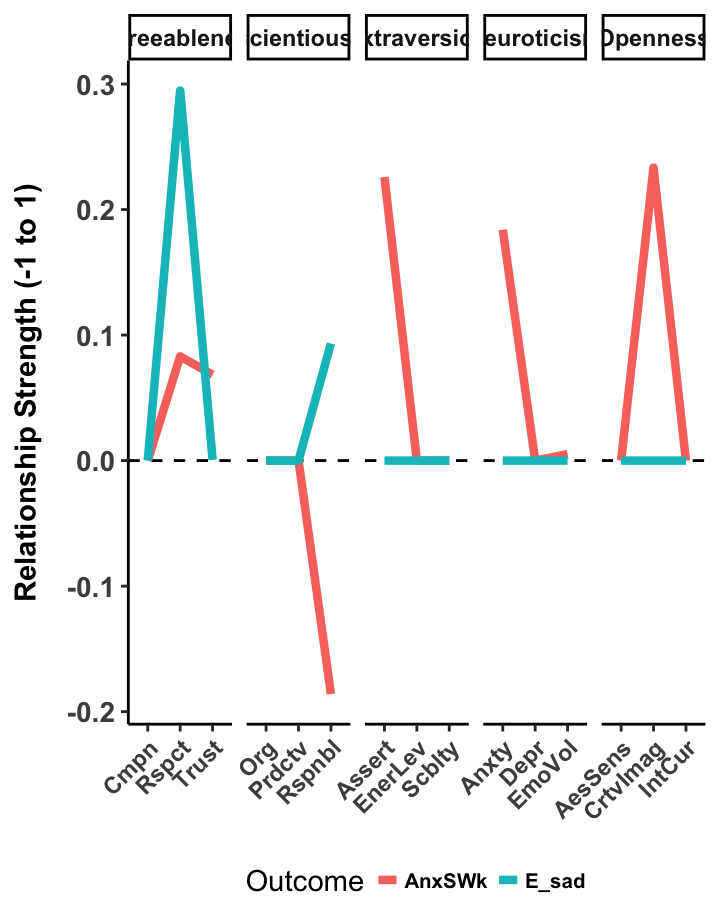 reeablene cientious xtraversio euroticis Openness
0.3
0.2
0.1
0.0
-0.1
-0.2
Relationship Strength (-1 to 1)
Cmpn Rspct Trust Org Prdctv Rspnbl Assert EnerLev Scblty Anxty Depr EmoVol AesSens CrtvImag IntCur
Outcome AnxSWk E_sad